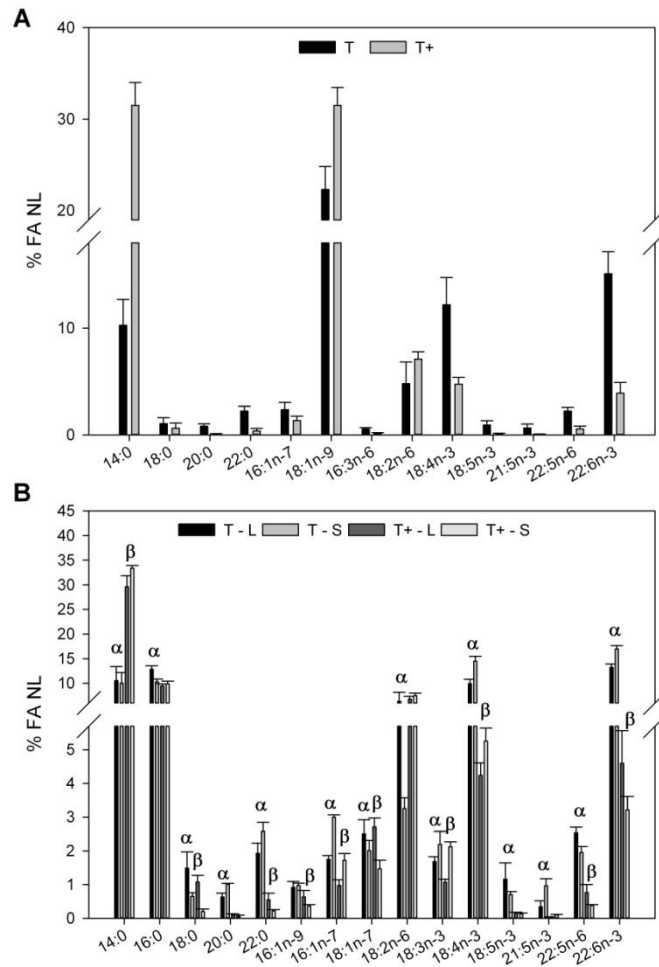 A
40
T T+
30
20
% FA NL
10
0
14:0 18:0 20:0 22:0 16:1n-7 18:1n-9 16:3n-6 18:2n-6 18:4n-3 18:5n-3 21:5n-3 22:5n-6 22:6n-3
B
45
T - L T - S T+ - L T+ - S
40
β
35
30
25
20
α α α
15
α α
10
% FA NL
β β
5
4
α α
3
α α α β α β β
2
α β α β
1
α β β
0
14:0 16:0 18:0 20:0 22:0 16:1n-9 16:1n-7 18:1n-7 18:2n-6 18:3n-3 18:4n-3 18:5n-3 21:5n-3 22:5n-6 22:6n-3